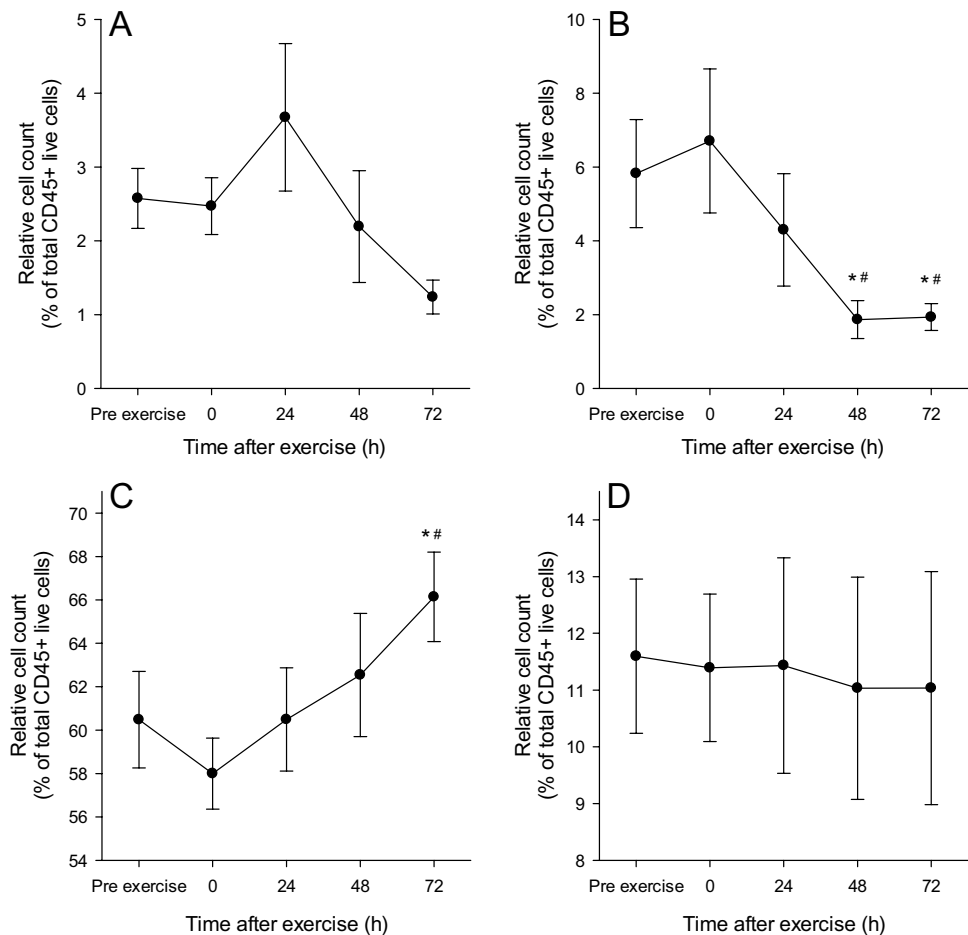 A
Relative cell count
(% of total CD45+ live cells)
5
4
3
2
1
0
Pre exercise 0 24 48 72
Time after exercise (h)
B
Relative cell count
(% of total CD45+ live cells)
10
8
6
4
2
0
*# *#
Pre exercise 0 24 48 72
Time after exercise (h)
C
Relative cell count
(% of total CD45+ live cells)
70
68
66
64
62
60
58
56
54
*#
Pre exercise 0 24 48 72
Time after exercise (h)
D
Relative cell count
(% of total CD45+ live cells)
14
13
12
11
10
9
8
Pre exercise 0 24 48 72
Time after exercise (h)